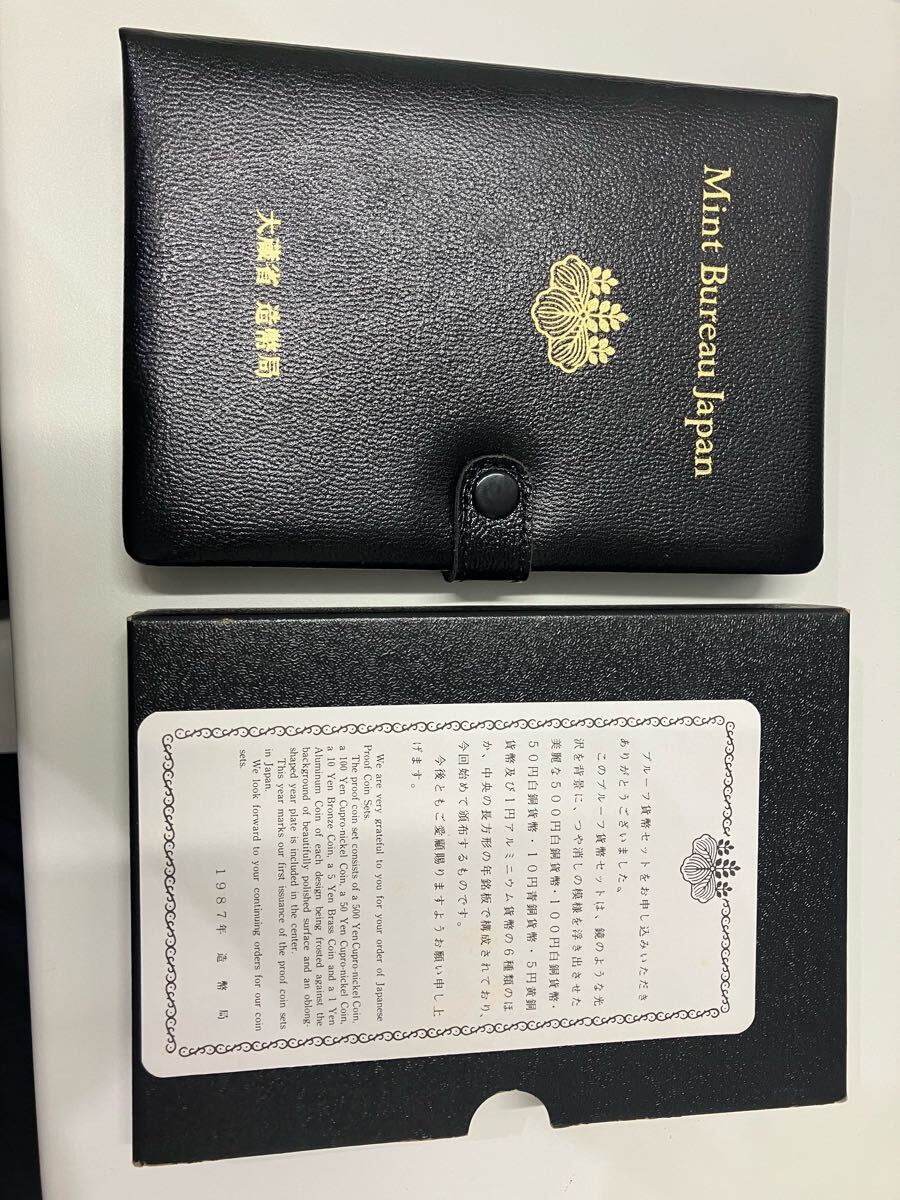 Mint Bureau Japan
大蔵省 造幣局
プルーフ貨幣セットをお申し込みいただき
ありがとうございました。
このプルーフ貨幣セットは、鏡のような光
沢を背景に、つや消しの模様を浮き出させた
美麗な500円白銅貨幣・100円白銅貨幣・
50円白銅貨幣・10円青銅貨幣・5円黄銅
貨幣及び1円アルミニウム貨幣の6種類のほ
か、中央の長方形の年銘板で構成されており、
今回始めて頒布するものです。
今後ともご愛顧賜りますようお願い申し上
げます。
We are very grateful to you for your order of Japanese
Proof Coin Sets.
The proof coin set consists of a 500 Yen Cupro-nickel Coin,
a 100 Yen Cupro-nickel Coin, a 50 Yen Cupro-nickel Coin,
a 10 Yen Bronze Coin, a 5 Yen Brass Coin and a 1 Yen
Aluminum Coin of each design being frosted against the
background of beautifully polished surface and an oblong-
shaped year plate is included in the center.
This year marks our first issuance of the proof coin sets
in Japan.
We look forward to your continuing orders for our coin
sets.
1987年 造幣局